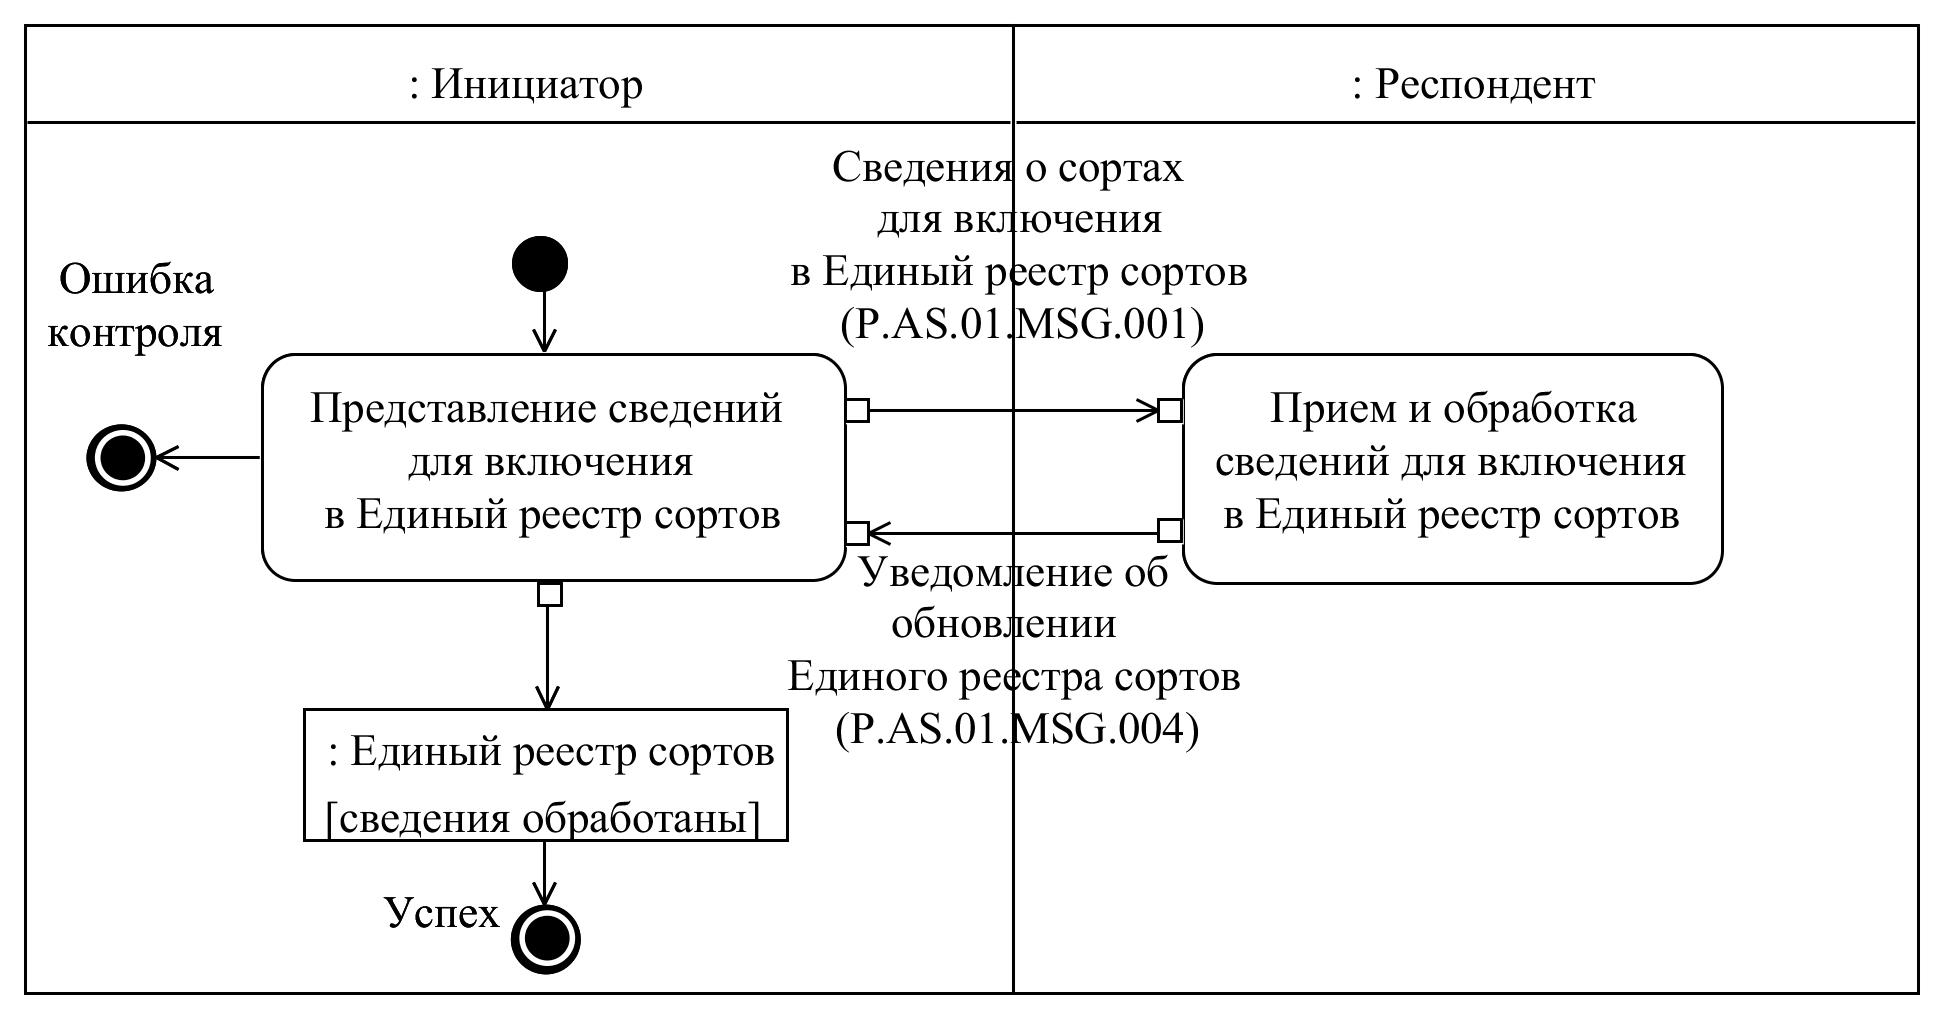 : Инициатор
: Респондент
Сведения о сортах
для включения
в Единый реестр сортов
(P.AS.01.MSG.001)
Ошибка
контроля
Представление сведений
для включения
в Единый реестр сортов
Прием и обработка
сведений для включения
в Единый реестр сортов
Уведомление об
обновлении
Единого реестра сортов
(P.AS.01.MSG.004)
: Единый реестр сортов
[сведения обработаны]
Успех